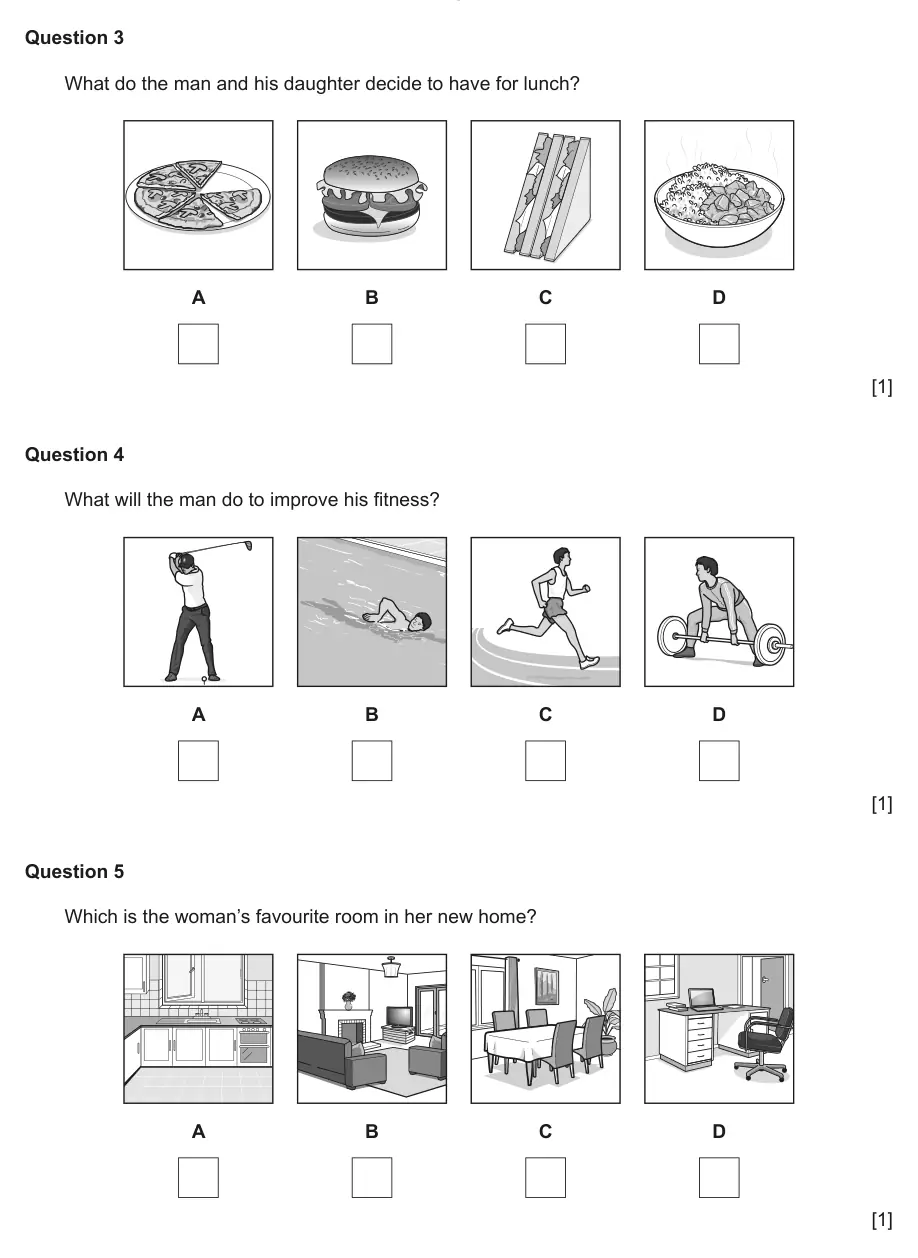 Question 3
What do the man and his daughter decide to have for lunch?
A B C D
[1]
Question 4
What will the man do to improve his fitness?
A B C D
[1]
Question 5
Which is the woman’s favourite room in her new home?
A B C D
[1]